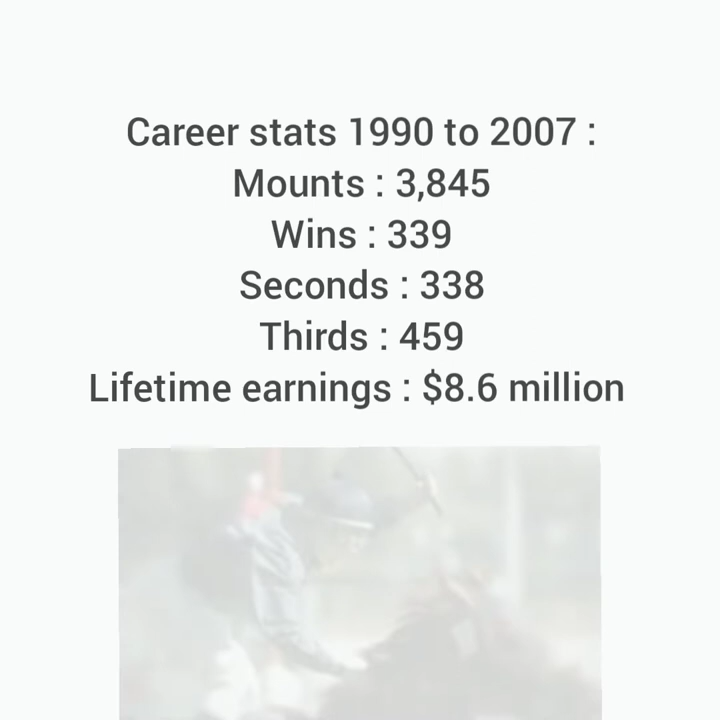 Career stats 1990 to 2007 :
Mounts : 3,845
Wins : 339
Seconds : 338
Thirds : 459
Lifetime earnings : $8.6 million